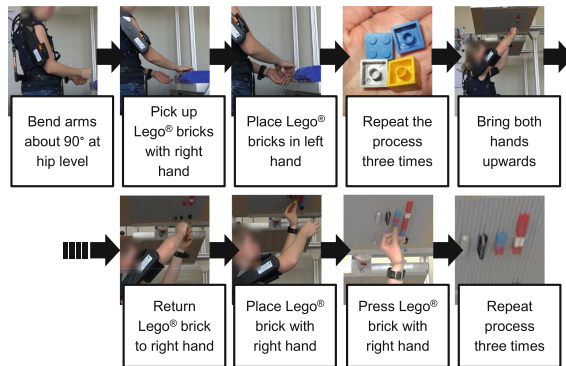 Bend arms
about 90° at
hip level
Pick up
Lego® bricks
with right
hand
Place Lego®
bricks in left
hand
Repeat the
process
three times
Bring both
hands
upwards
Return
Lego® brick
to right hand
Place Lego®
brick with
right hand
Press Lego®
brick with
right hand
Repeat
process
three times